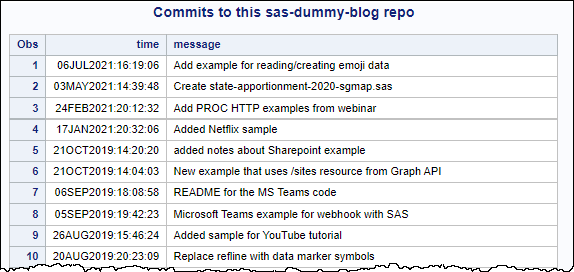 Commits to this sas-dummy-blog repo
Obs time message
1 06JUL2021:16:19:06 Add example for reading/creating emoji data
2 03MAY2021:14:39:48 Create state-apportionment-2020-sgmap.sas
3 24FEB2021:20:12:32 Add PROC HTTP examples from webinar
4 17JAN2021:20:32:06 Added Netflix sample
5 21OCT2019:14:20:20 added notes about Sharepoint example
6 21OCT2019:14:04:03 New example that uses /sites resource from Graph API
7 06SEP2019:18:08:58 README for the MS Teams code
8 05SEP2019:19:42:23 Microsoft Teams example for webhook with SAS
9 26AUG2019:15:46:24 Added sample for YouTube tutorial
10 20AUG2019:20:23:09 Replace refline with data marker symbols